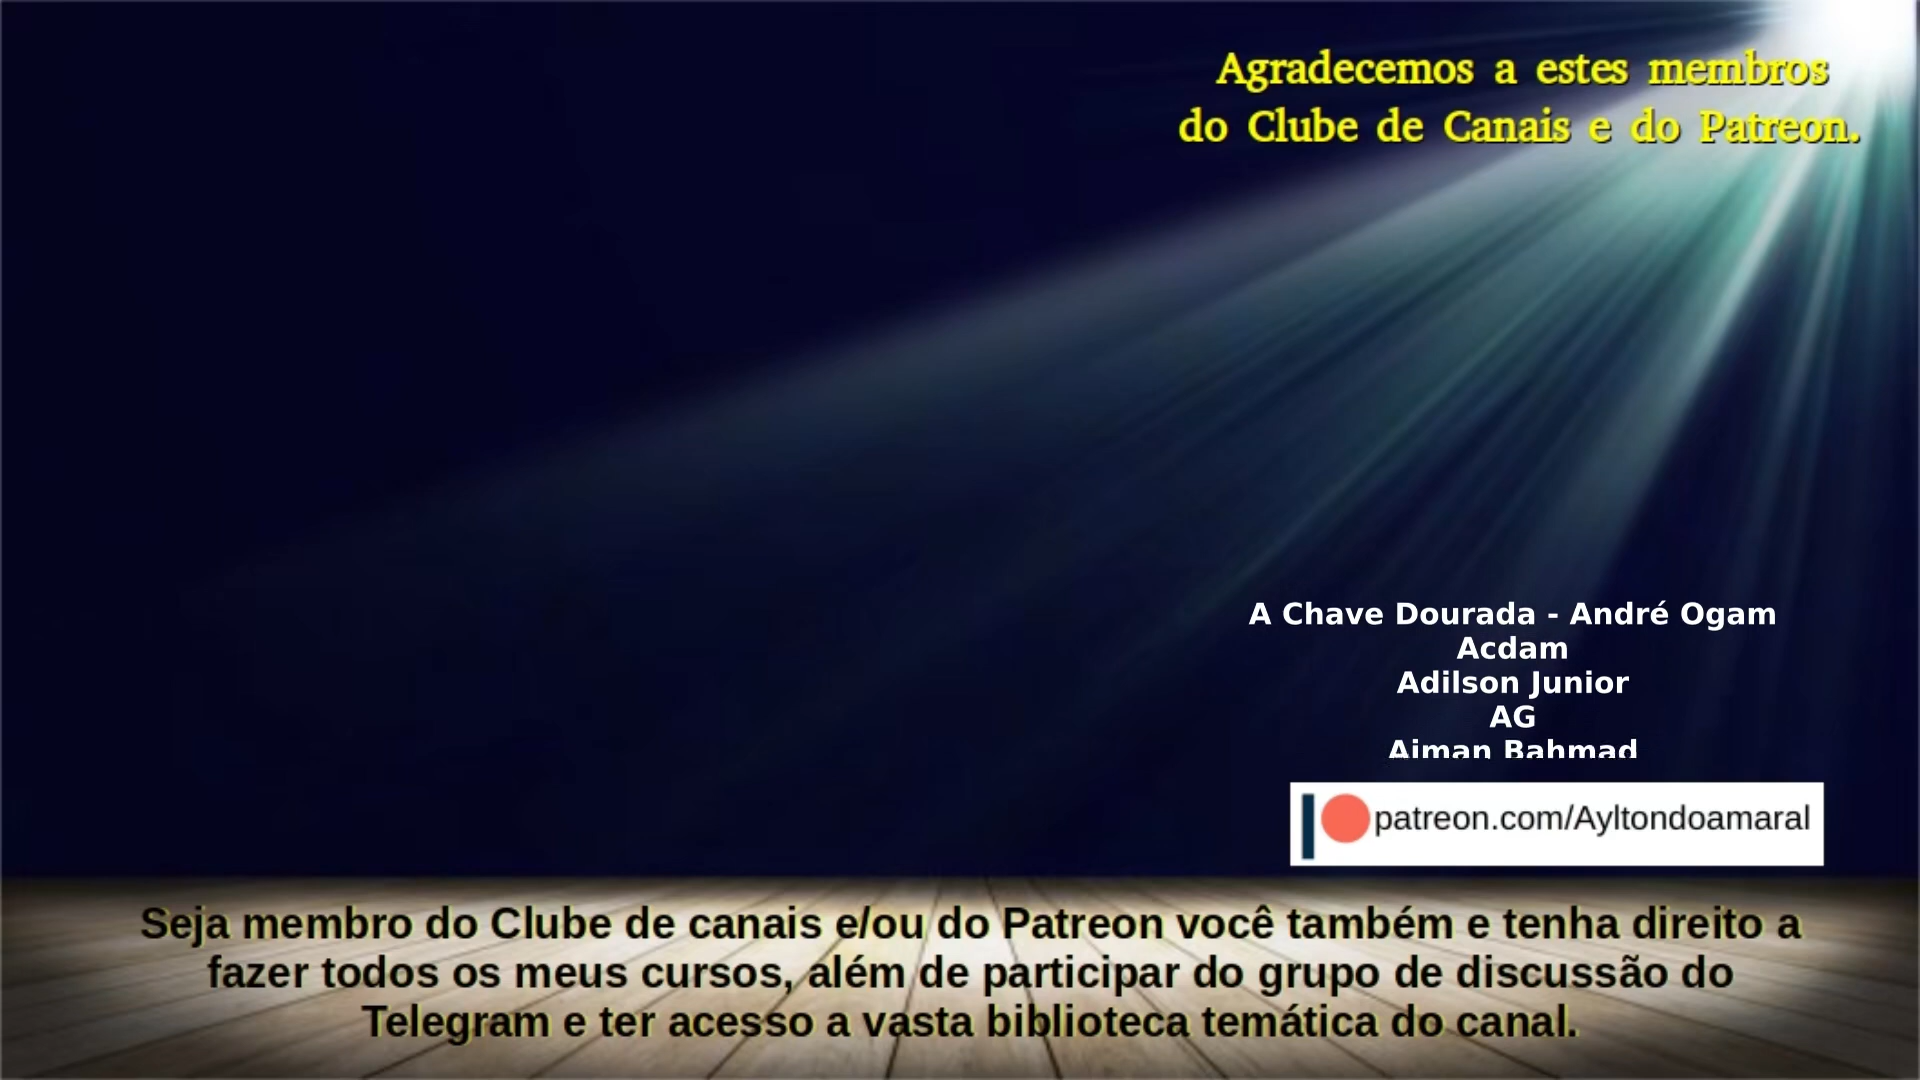 Agradecemos a estes membros
do Clube de Canais e do Patreon.
A Chave Dourada - André Ogam
Acdam
Adilson Junior
AG
Aiman Bahmad
patreon.com/Ayltondoamaral
Seja membro do Clube de canais e/ou do Patreon você também e tenha direito a
fazer todos os meus cursos, além de participar do grupo de discussão do
Telegram e ter acesso a vasta biblioteca temática do canal.